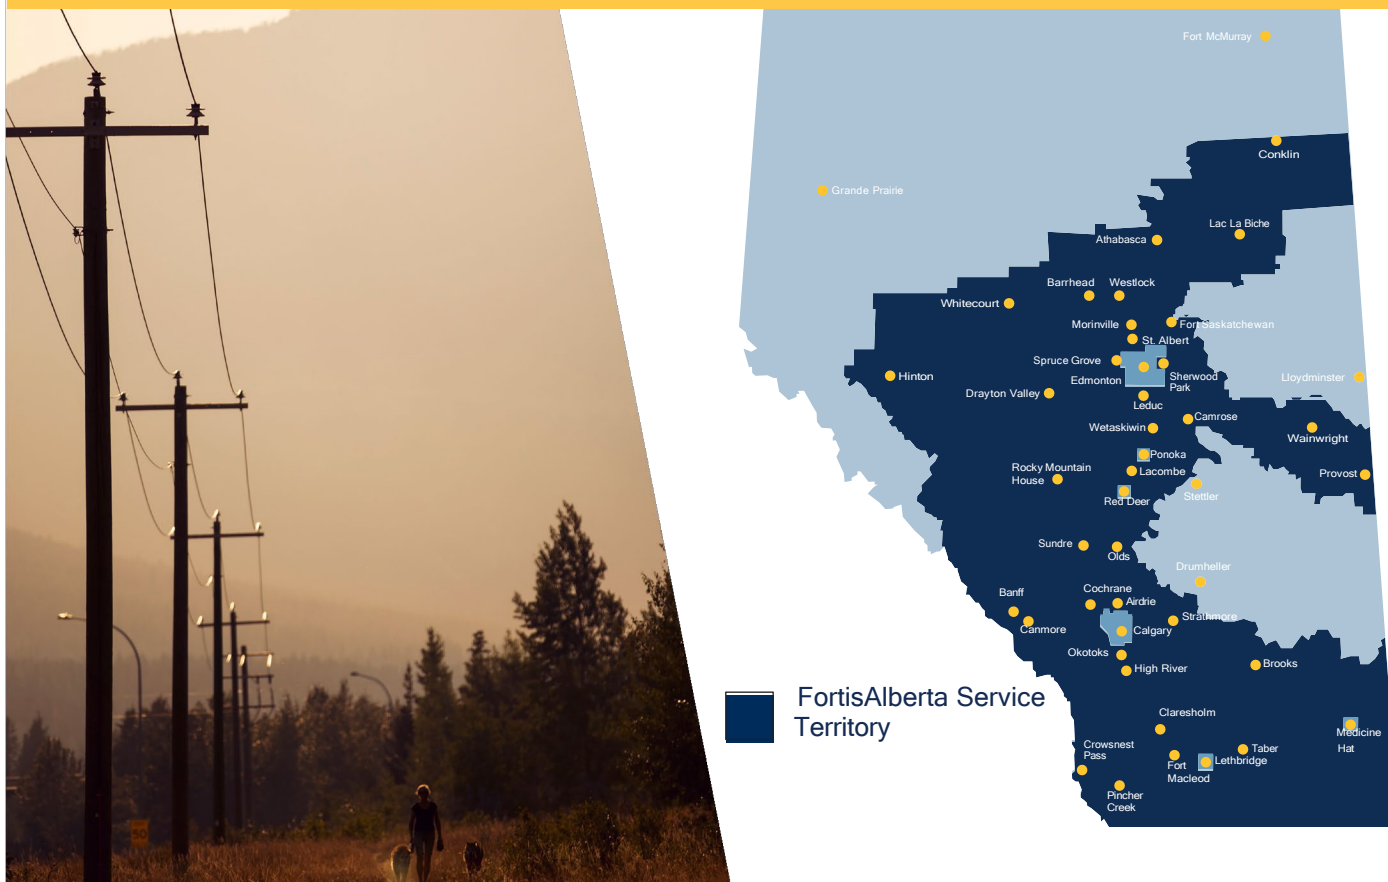 Fort McMurray
Conklin
Grande Prairie
Lac La Biche
Athabasca
Barrhead
Westlock
Whitecourt
Morinville
Fort Saskatchewan
St. Albert
Spruce Grove
Edmonton
Sherwood
Park
Hinton
Lloydminster
Drayton Valley
Leduc
Camrose
Wetaskiwin
Wainwright
Ponoka
Rocky Mountain
House
Lacombe
Provost
Stettler
Red Deer
Sundre
Olds
Drumheller
Banff
Cochrane
Airdrie
Canmore
Strathmore
Calgary
Okotoks
High River
Brooks
FortisAlberta Service
Territory
Claresholm
Medicine
Hat
Crowsnest
Pass
Fort
Macleod
Lethbridge
Taber
Pincher
Creek
50